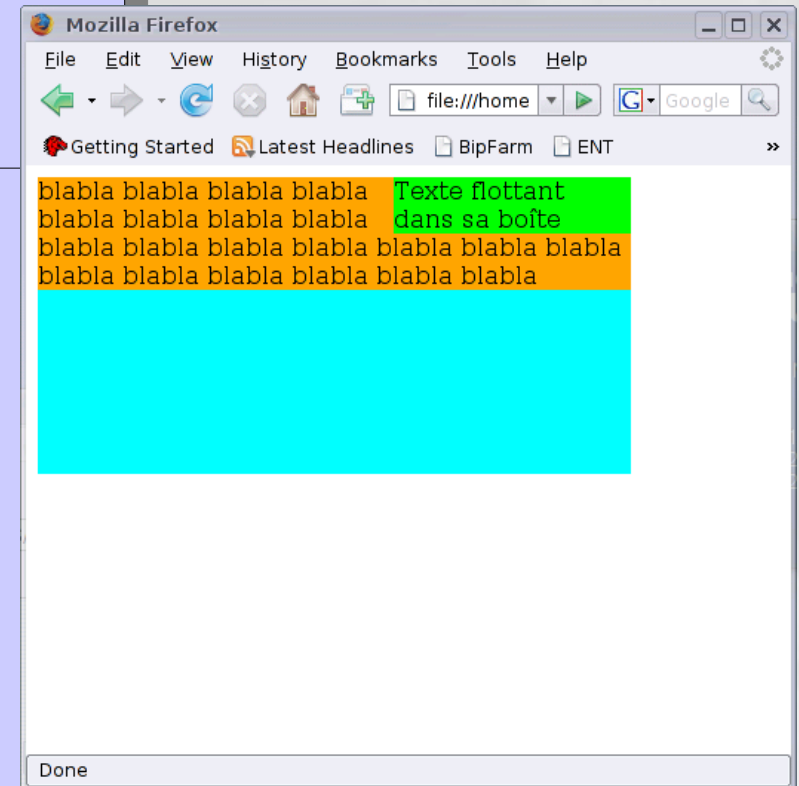 Mozilla Firefox
File Edit View History Bookmarks Tools Help
file:///home G Google
Getting Started Latest Headlines BipFarm ENT »
blabla blabla blabla blabla Texte flottant
blabla blabla blabla blabla dans sa boîte
blabla blabla blabla blabla blabla blabla blabla
blabla blabla blabla blabla blabla blabla
Done